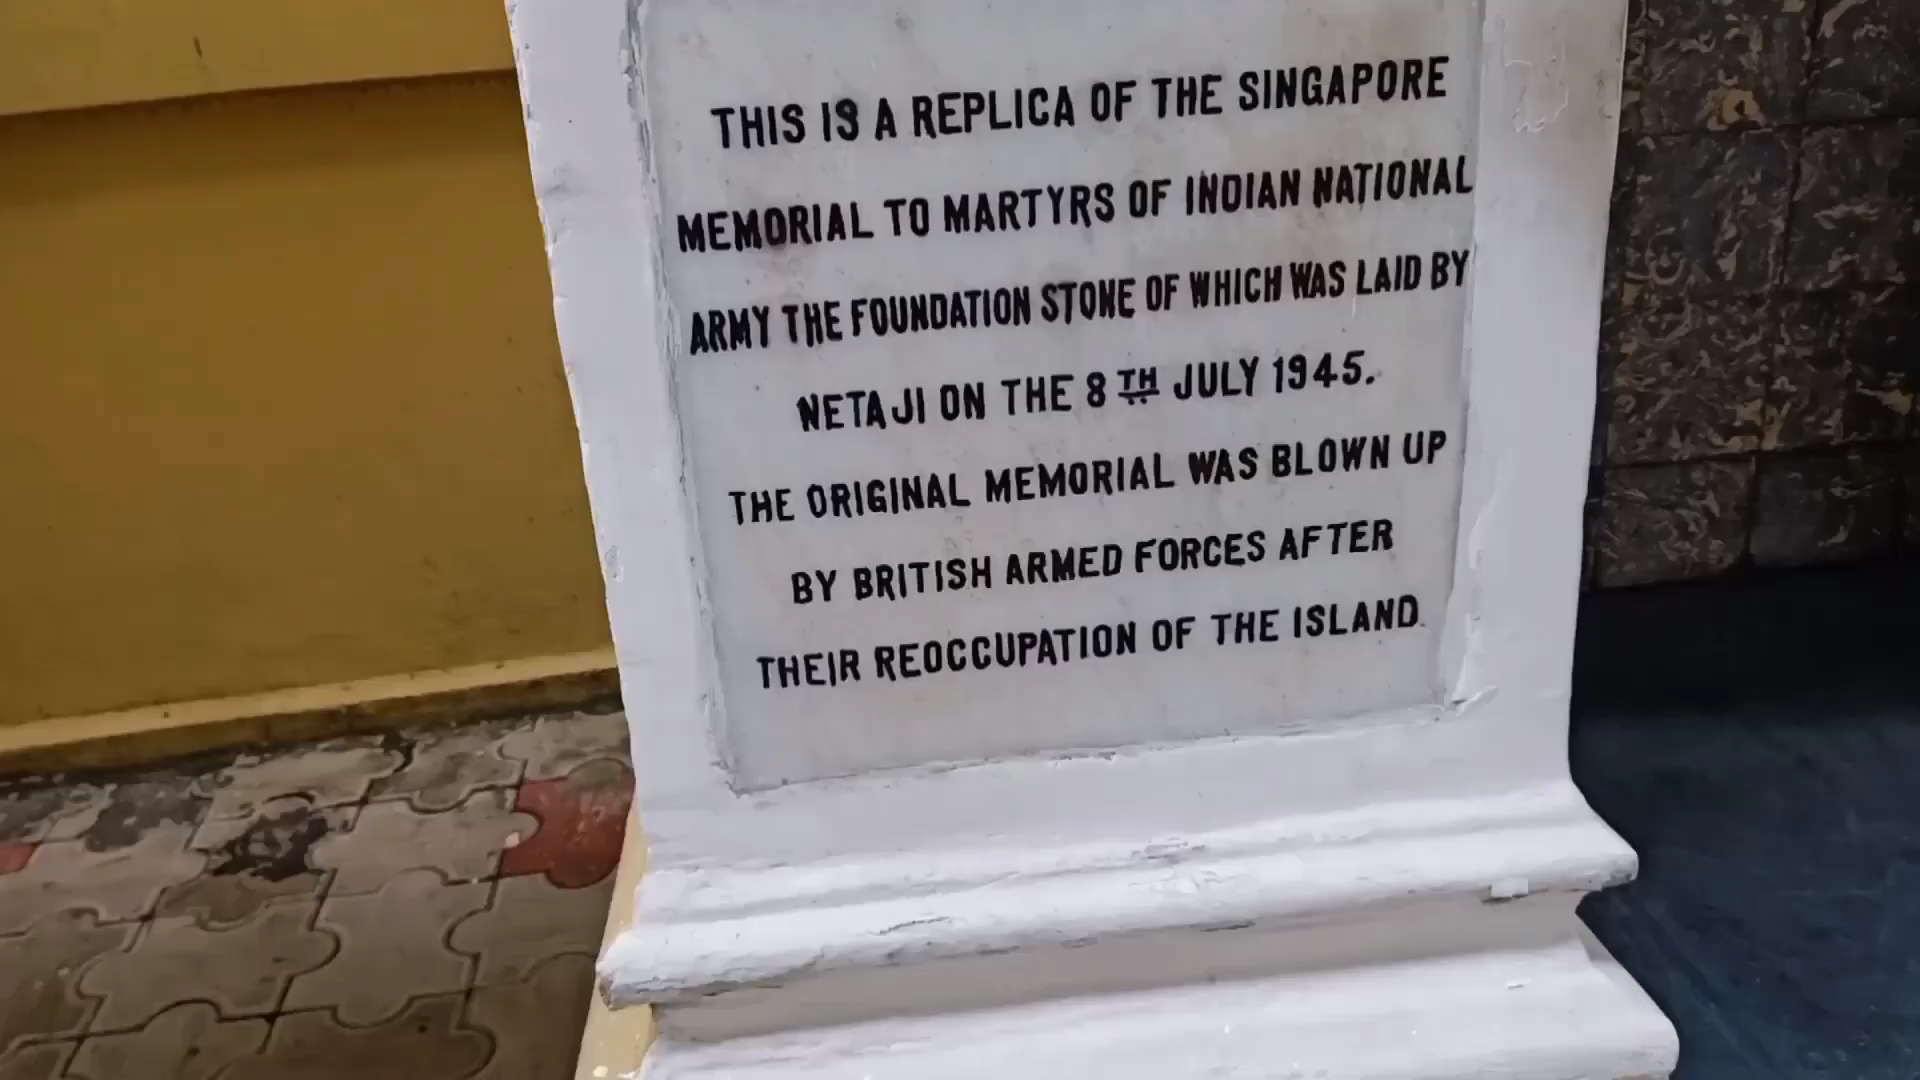 THIS IS A REPLICA OF THE SINGAPORE
MEMORIAL TO MARTYRS OF INDIAN NATIONAL
ARMY THE FOUNDATION STONE OF WHICH WAS LAID BY
NETAJI ON THE 8TH JULY 1945.
THE ORIGINAL MEMORIAL WAS BLOWN UP
BY BRITISH ARMED FORCES AFTER
THEIR REOCCUPATION OF THE ISLAND